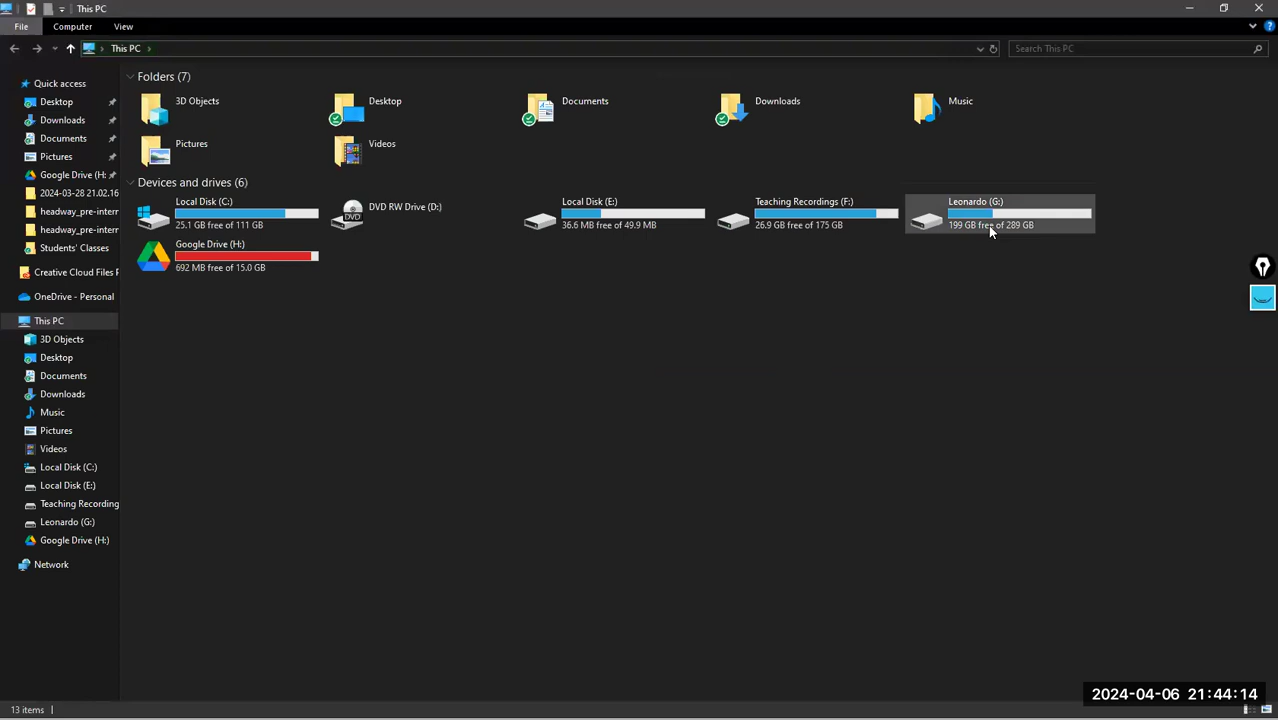 This PC
File
Computer
View
This PC
Search This PC
Quick access
Desktop
Downloads
Documents
Pictures
Google Drive (H:
2024-03-28 21.02.16
headway_pre-interr
headway_pre-interr
Students' Classes
Creative Cloud Files F
OneDrive - Personal
This PC
3D Objects
Desktop
Documents
Downloads
Music
Pictures
Videos
Local Disk (C:)
Local Disk (E:)
Teaching Recording
Leonardo (G:)
Google Drive (H:)
Network
Folders (7)
3D Objects
Desktop
Documents
Downloads
Music
Pictures
Videos
Devices and drives (6)
Local Disk (C:)
25.1 GB free of 111 GB
DVD RW Drive (D:)
DVD
Local Disk (E:)
36.6 MB free of 49.9 MB
Teaching Recordings (F:)
26.9 GB free of 175 GB
Leonardo (G:)
199 GB free of 289 GB
Google Drive (H:)
692 MB free of 15.0 GB
13 items
2024-04-06 21:44:14